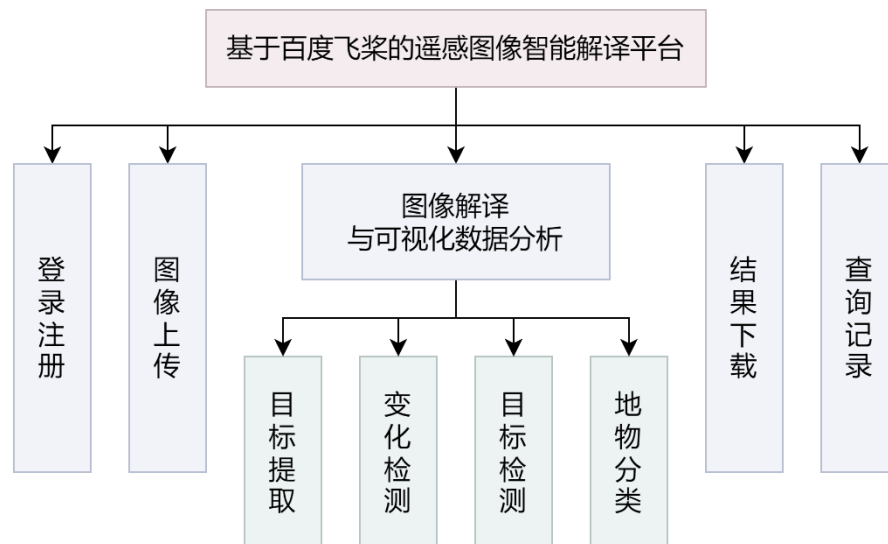 基于百度飞桨的遥感图像智能解译平台
登录注册
图像上传
图像解译
与可视化数据分析
结果下载
查询记录
目标提取
变化检测
目标检测
地物分类